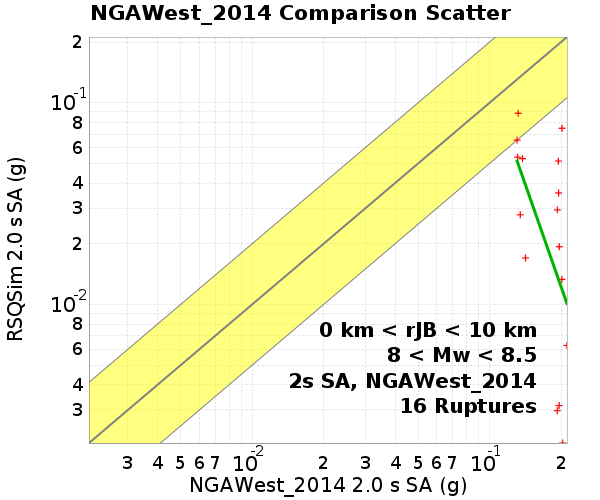 NGAWest_2014 Comparison Scatter
RSQSim 2.0 s SA (g)
2
10-1
8
6
4
3
2
10-2
8
6
4
3
0 km < rJB < 10 km
8 < Mw < 8.5
2s SA, NGAWest_2014
16 Ruptures
3 4 5 6 7 10-2 2 3 4 5 6 7 10-1 2
NGAWest_2014 2.0 s SA (g)